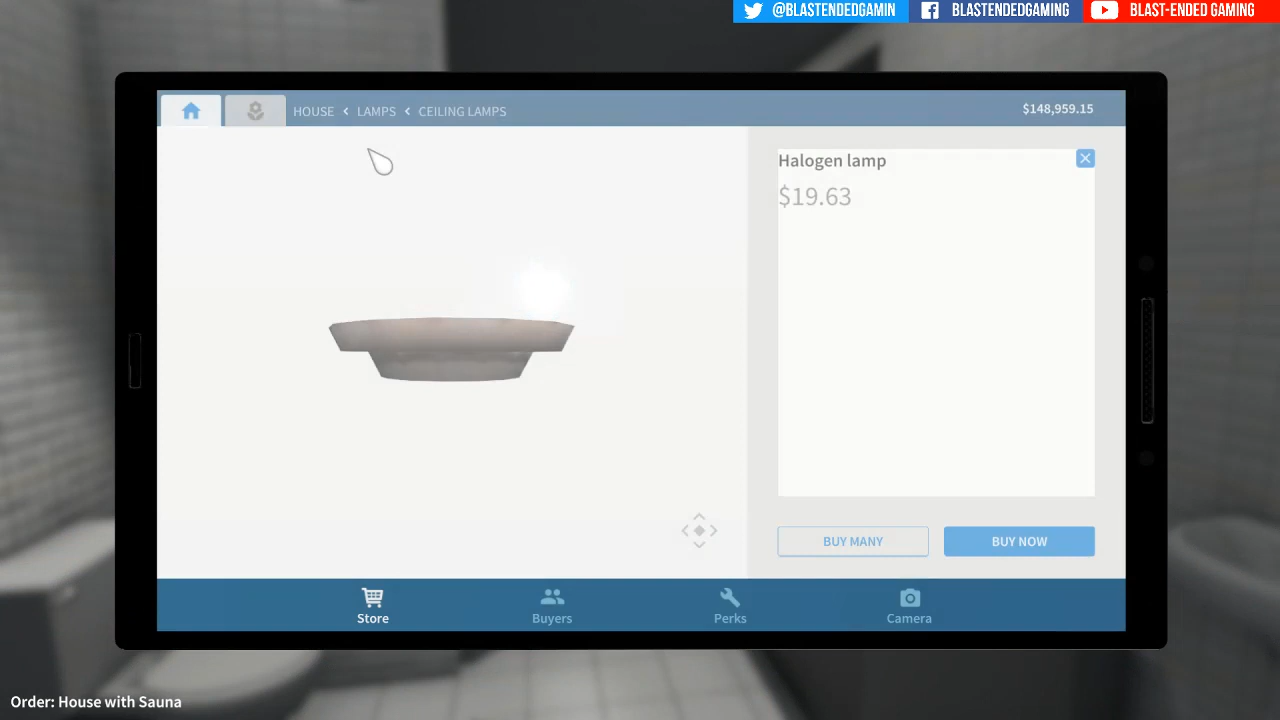 @BLASTENDEDGAMIN BLASTENDEDGAMING BLAST-ENDED GAMING
HOUSE < LAMPS < CEILING LAMPS $148,959.15
Halogen lamp
$19.63
BUY MANY BUY NOW
Store Buyers Perks Camera
Order: House with Sauna